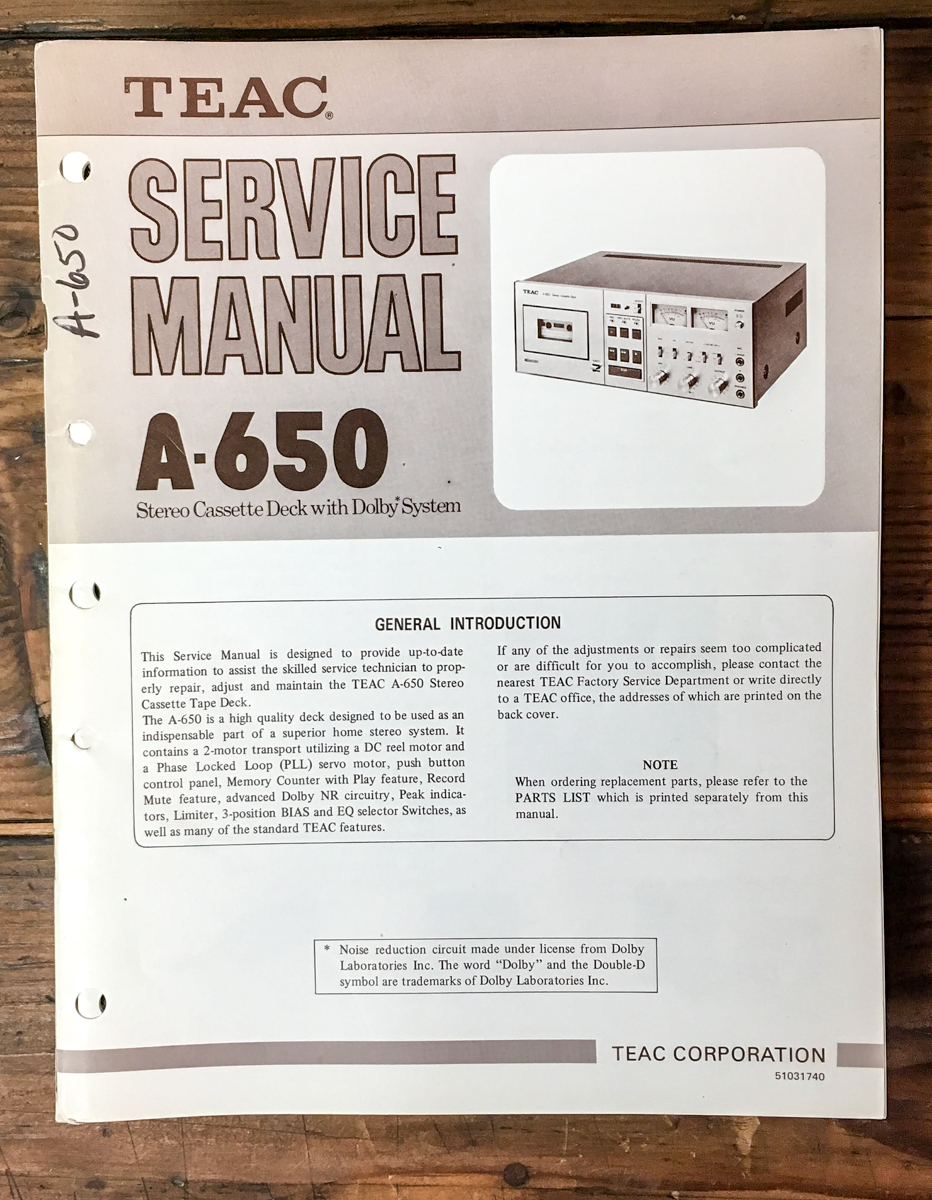 TEAC®
SERVICE
MANUAL
A-650
A-650
Stereo Cassette Deck with Dolby* System
TEAC
GENERAL INTRODUCTION
This Service Manual is designed to provide up-to-date
information to assist the skilled service technician to prop-
erly repair, adjust and maintain the TEAC A-650 Stereo
Cassette Tape Deck.
The A-650 is a high quality deck designed to be used as an
indispensable part of a superior home stereo system. It
contains a 2-motor transport utilizing a DC reel motor and
a Phase Locked Loop (PLL) servo motor, push button
control panel, Memory Counter with Play feature, Record
Mute feature, advanced Dolby NR circuitry, Peak indica-
tors, Limiter, 3-position BIAS and EQ selector Switches, as
well as many of the standard TEAC features.
If any of the adjustments or repairs seem too complicated
or are difficult for you to accomplish, please contact the
nearest TEAC Factory Service Department or write directly
to a TEAC office, the addresses of which are printed on the
back cover.
NOTE
When ordering replacement parts, please refer to the
PARTS LIST which is printed separately from this
manual.
* Noise reduction circuit made under license from Dolby
Laboratories Inc. The word “Dolby” and the Double-D
symbol are trademarks of Dolby Laboratories Inc.
TEAC CORPORATION
51031740